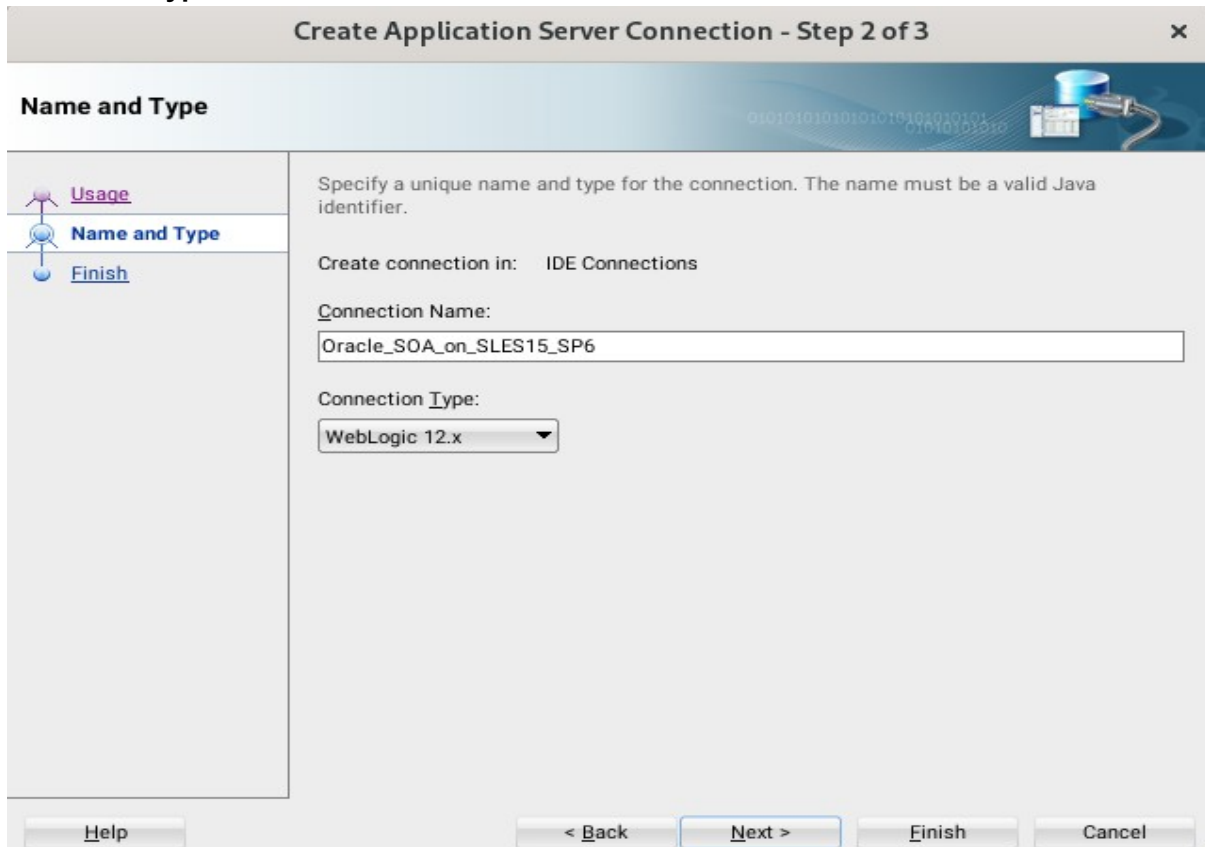 Create Application Server Connection - Step 2 of 3
Name and Type
Usage
Name and Type
Finish
Specify a unique name and type for the connection. The name must be a valid Java
identifier.
Create connection in: IDE Connections
Connection Name:
Oracle_SOA_on_SLES15_SP6
Connection Type:
WebLogic 12.x
Help
< Back
Next >
Finish
Cancel